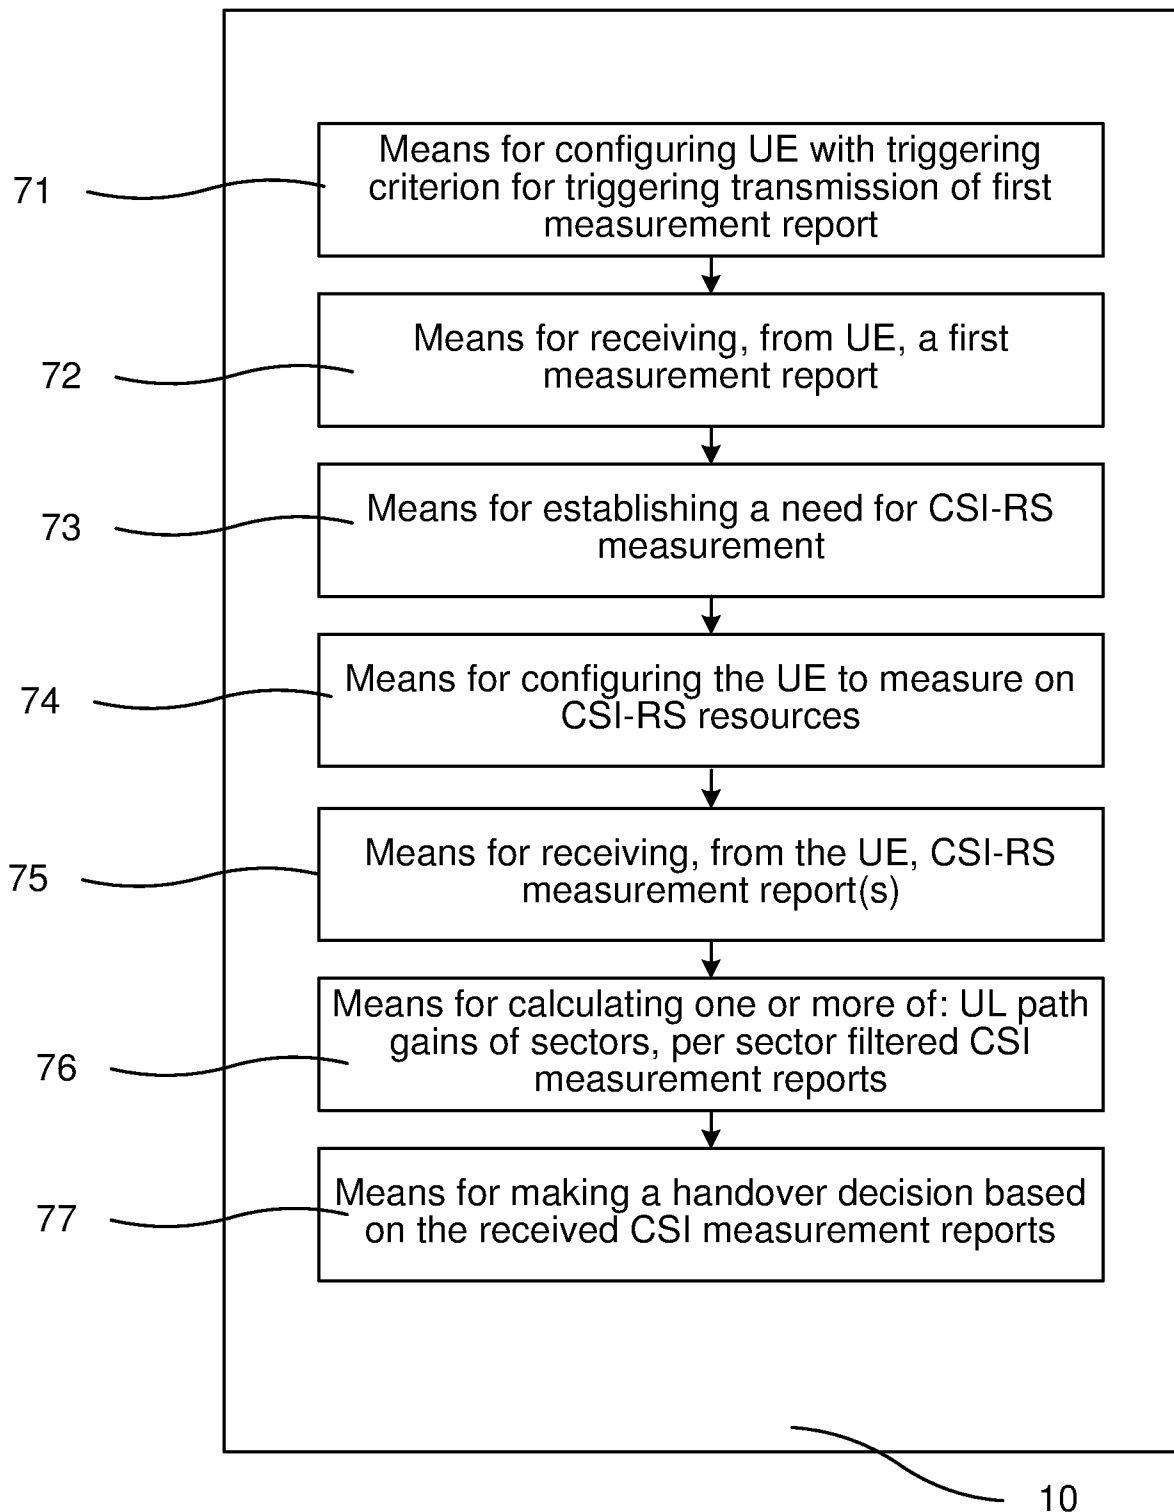 Means for configuring UE with triggering
criterion for triggering transmission of first
measurement report
71
Means for receiving, from UE, a first
measurement report
72
Means for establishing a need for CSI-RS
measurement
73
Means for configuring the UE to measure on
CSI-RS resources
74
Means for receiving, from the UE, CSI-RS
measurement report(s)
75
Means for calculating one or more of: UL path
gains of sectors, per sector filtered CSI
measurement reports
76
Means for making a handover decision based
on the received CSI measurement reports
77
10